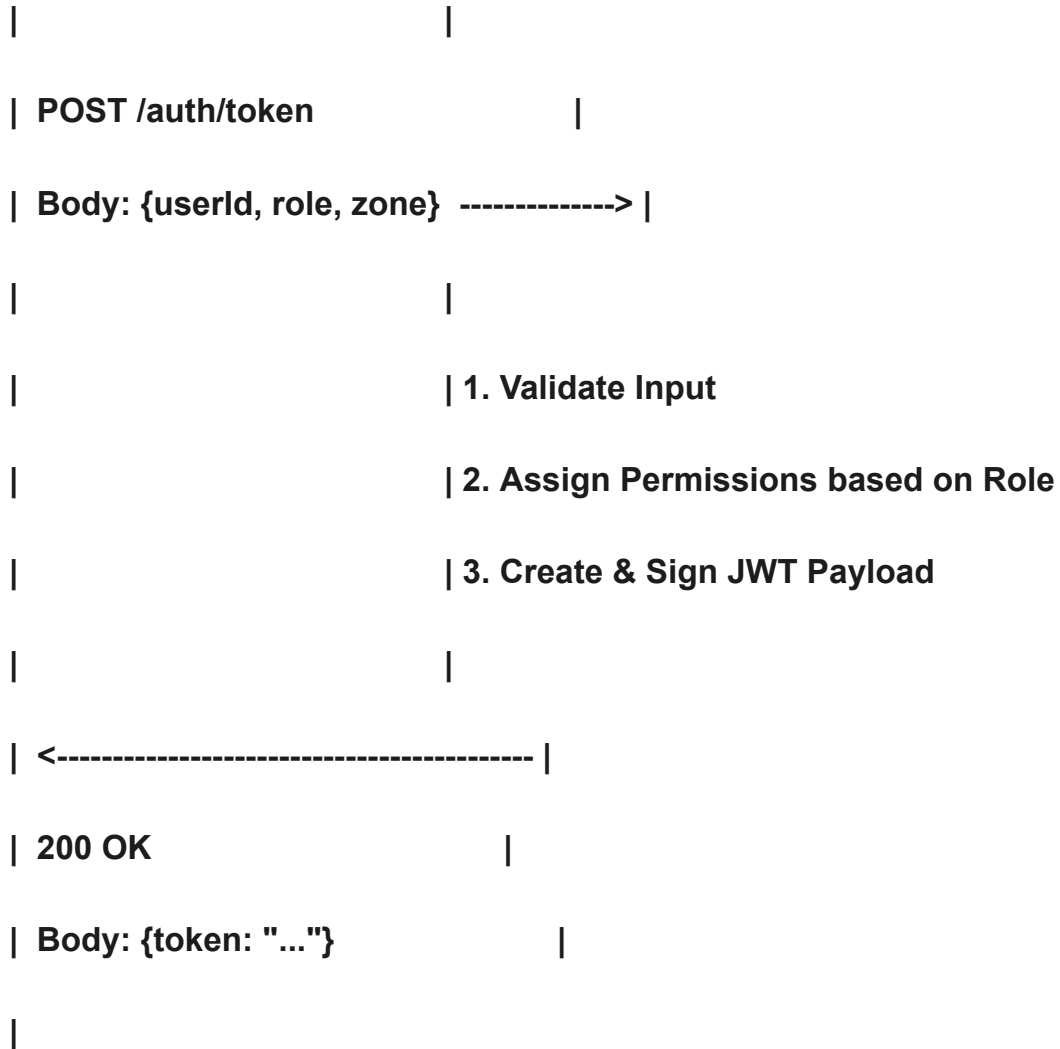 |                         |
| POST /auth/token                |
| Body: {userId, role, zone} --------------> |
|                         |
|                         | 1. Validate Input
|                         | 2. Assign Permissions based on Role
|                         | 3. Create & Sign JWT Payload
|                         |
| <------------------------------------------- |
| 200 OK                      |
| Body: {token: "..."}              |
|